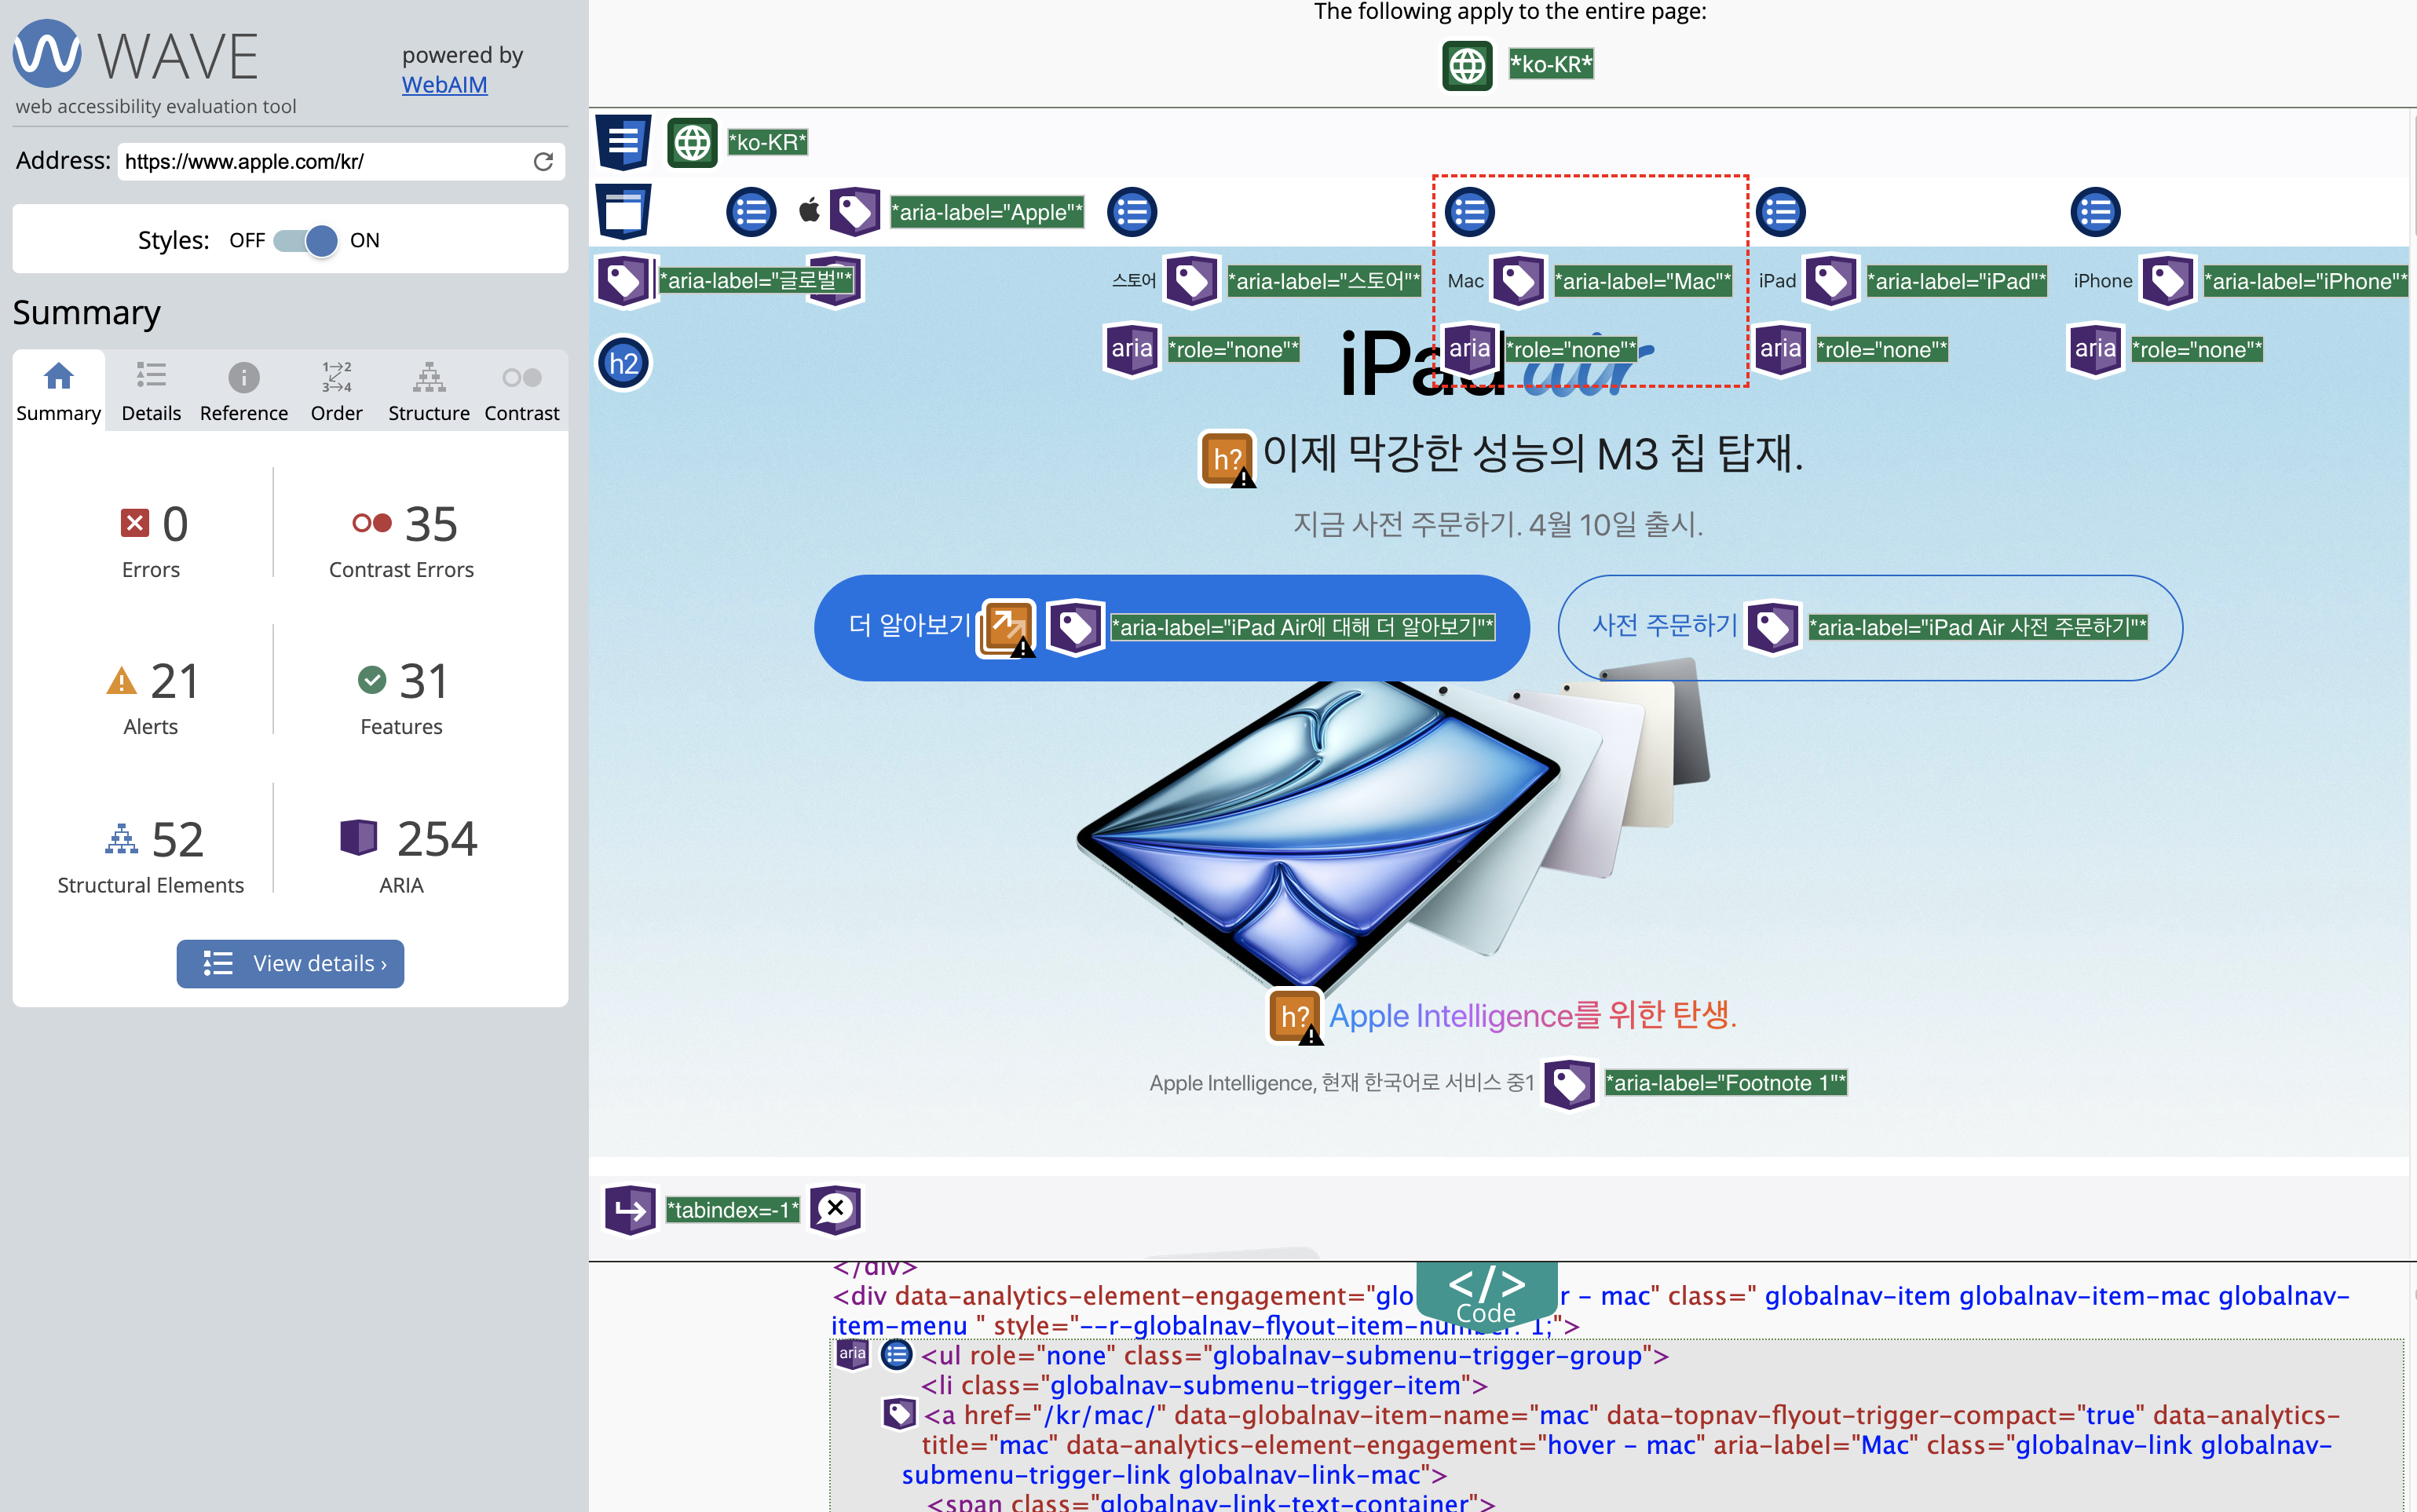 WAVE
powered by
WebAIM
web accessibility evaluation tool
Address: https://www.apple.com/kr/
Styles: OFF ON
Summary
1→2
3→4
Summary Details Reference Order Structure Contrast
0 35
Errors Contrast Errors
21 31
Alerts Features
52 254
Structural Elements ARIA
View details ›
The following apply to the entire page:
*ko-KR*
*ko-KR*
*aria-label="Apple"*
*aria-label="글로벌"*
스토어 *aria-label="스토어"*
Mac *aria-label="Mac"*
iPad *aria-label="iPad"*
iPhone *aria-label="iPhone"*
aria *role="none"*
aria *role="none"*
aria *role="none"*
aria *role="none"*
h2
iPad air
h? 이제 막강한 성능의 M3 칩 탑재.
지금 사전 주문하기. 4월 10일 출시.
더 알아보기 *aria-label="iPad Air에 대해 더 알아보기"*
사전 주문하기 *aria-label="iPad Air 사전 주문하기"*
h? Apple Intelligence를 위한 탄생.
Apple Intelligence, 현재 한국어로 서비스 중1 *aria-label="Footnote 1"*
*tabindex=-1*
</>
Code
</div>
<div data-analytics-element-engagement="glo r - mac" class=" globalnav-item globalnav-item-mac globalnav-
item-menu " style="--r-globalnav-flyout-item-number: 1;">
aria <ul role="none" class="globalnav-submenu-trigger-group">
<li class="globalnav-submenu-trigger-item">
<a href="/kr/mac/" data-globalnav-item-name="mac" data-topnav-flyout-trigger-compact="true" data-analytics-
title="mac" data-analytics-element-engagement="hover - mac" aria-label="Mac" class="globalnav-link globalnav-
submenu-trigger-link globalnav-link-mac">
<span class="globalnav-link-text-container">